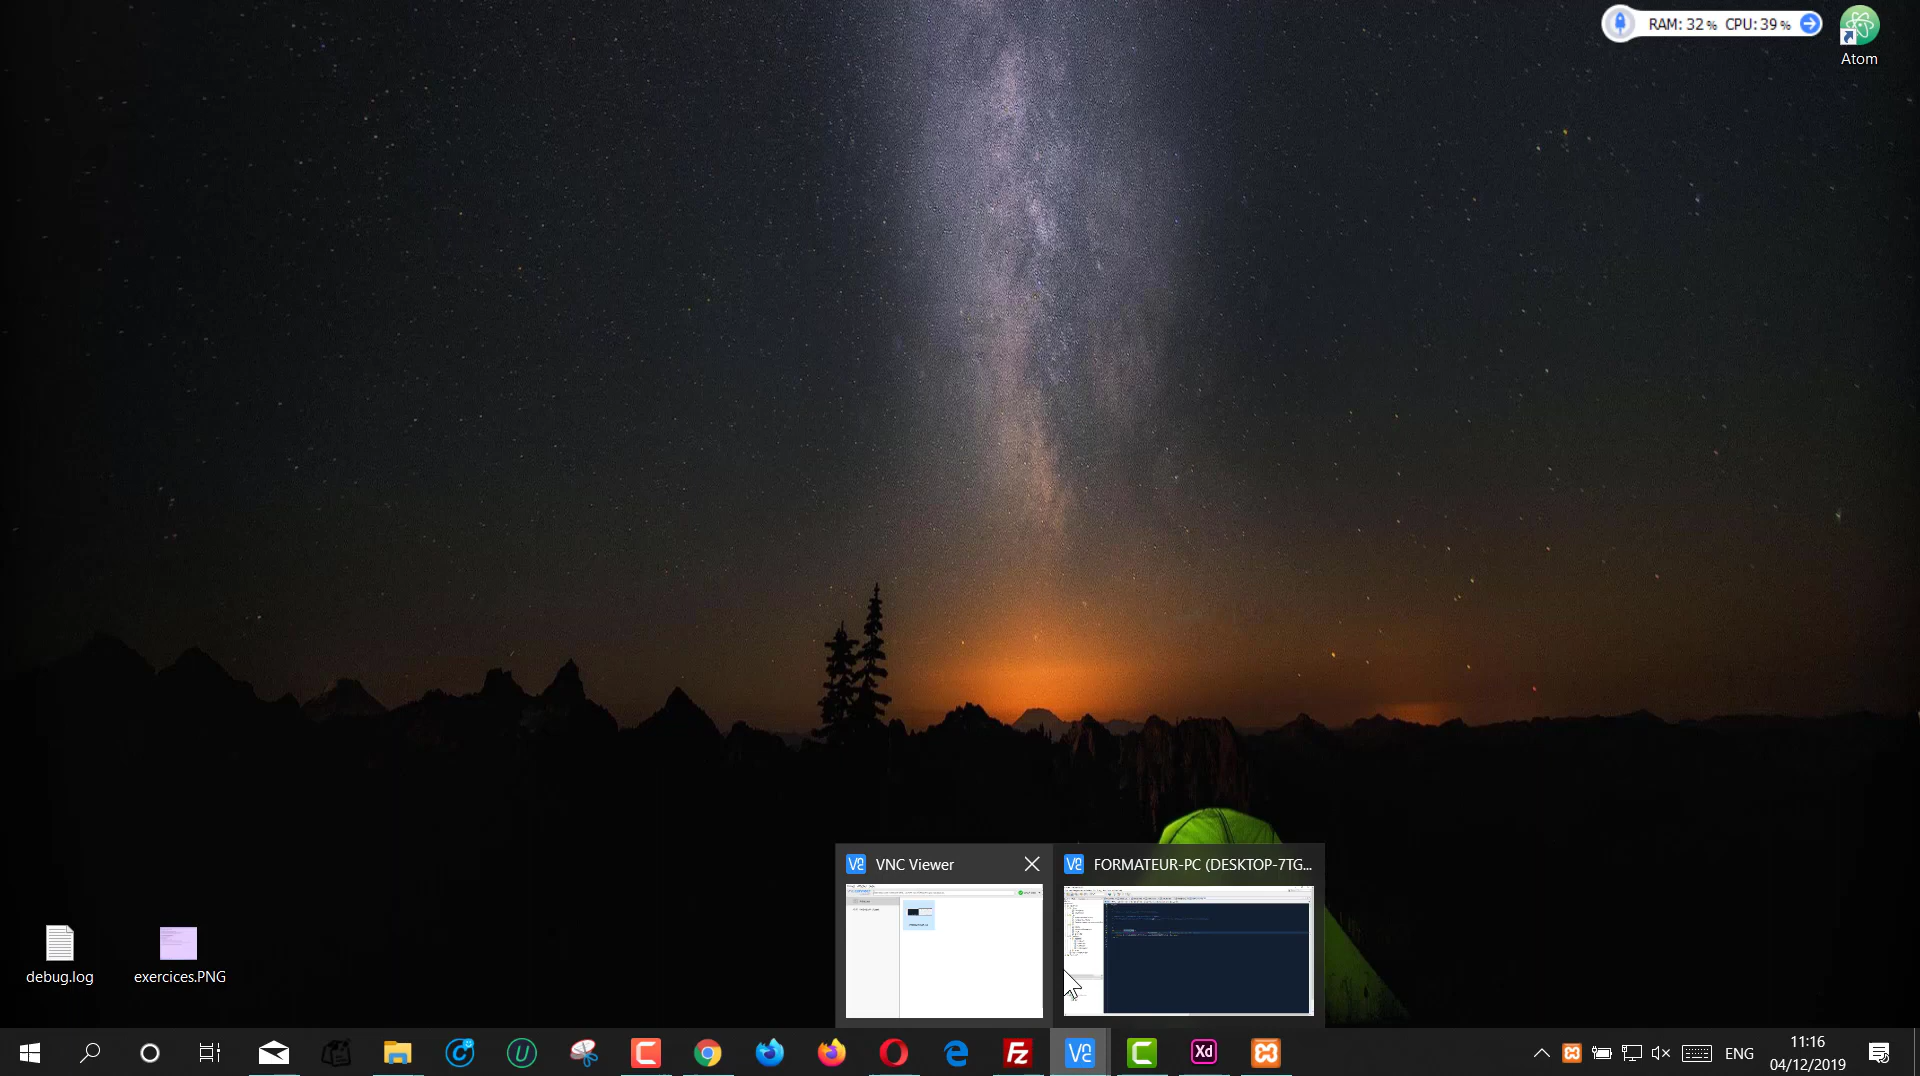 RAM: 32 % CPU: 39 %
Atom
VNC Viewer
FORMATEUR-PC (DESKTOP-7TG...
debug.log
exercices.PNG
ENG
11:16
04/12/2019